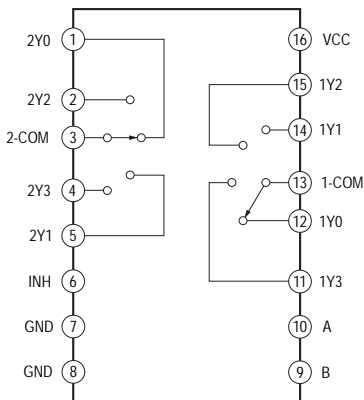 2Y0 1 16 VCC
2Y2 2 15 1Y2
2-COM 3 14 1Y1
2Y3 4 13 1-COM
2Y1 5 12 1Y0
INH 6 11 1Y3
GND 7 10 A
GND 8 9 B